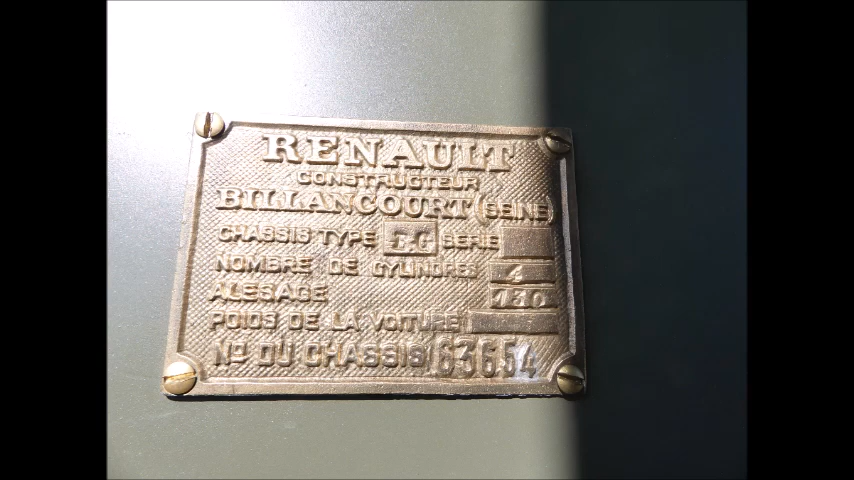 RENAULT
CONSTRUCTEUR
BILLANCOURT (SEINE)
CHASSIS TYPE E.G SERIE
NOMBRE DE CYLINDRES 4
ALESAGE 130
POIDS DE LA VOITURE
No DU CHASSIS 63654